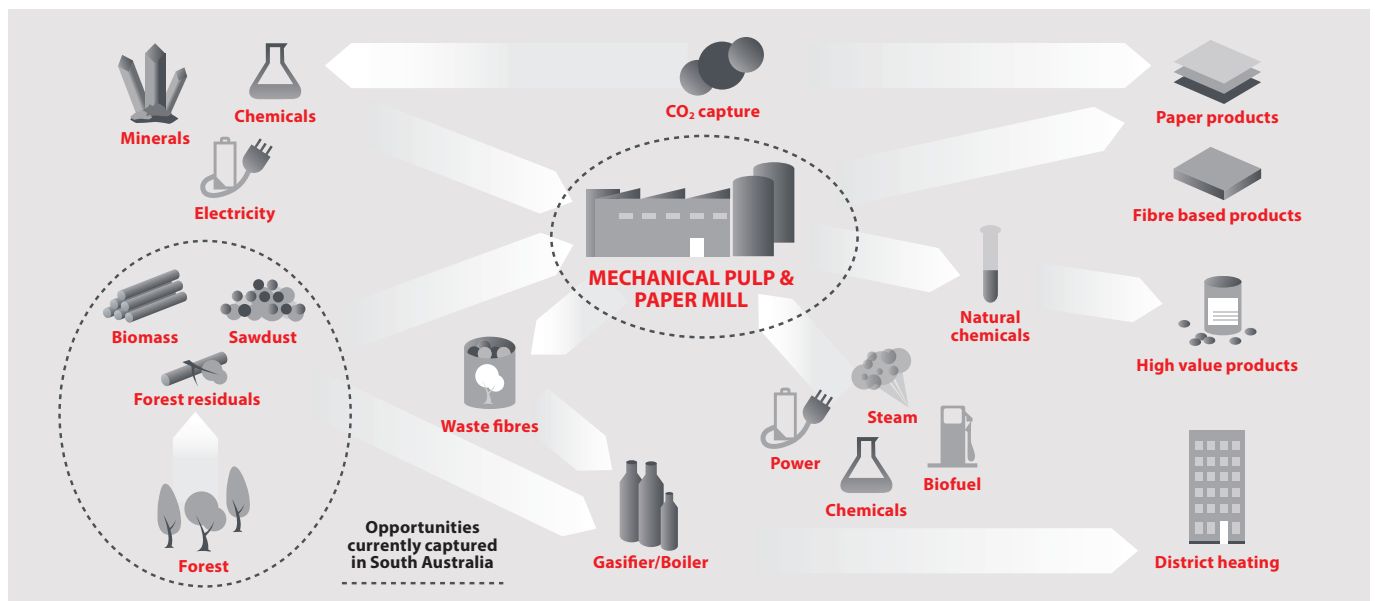 Minerals
Chemicals
Electricity
CO₂ capture
Paper products
Fibre based products
MECHANICAL PULP &
PAPER MILL
Natural
chemicals
High value products
Biomass
Sawdust
Forest residuals
Forest
Waste fibres
Steam
Power
Biofuel
Chemicals
Opportunities
currently captured
in South Australia
Gasifier/Boiler
District heating